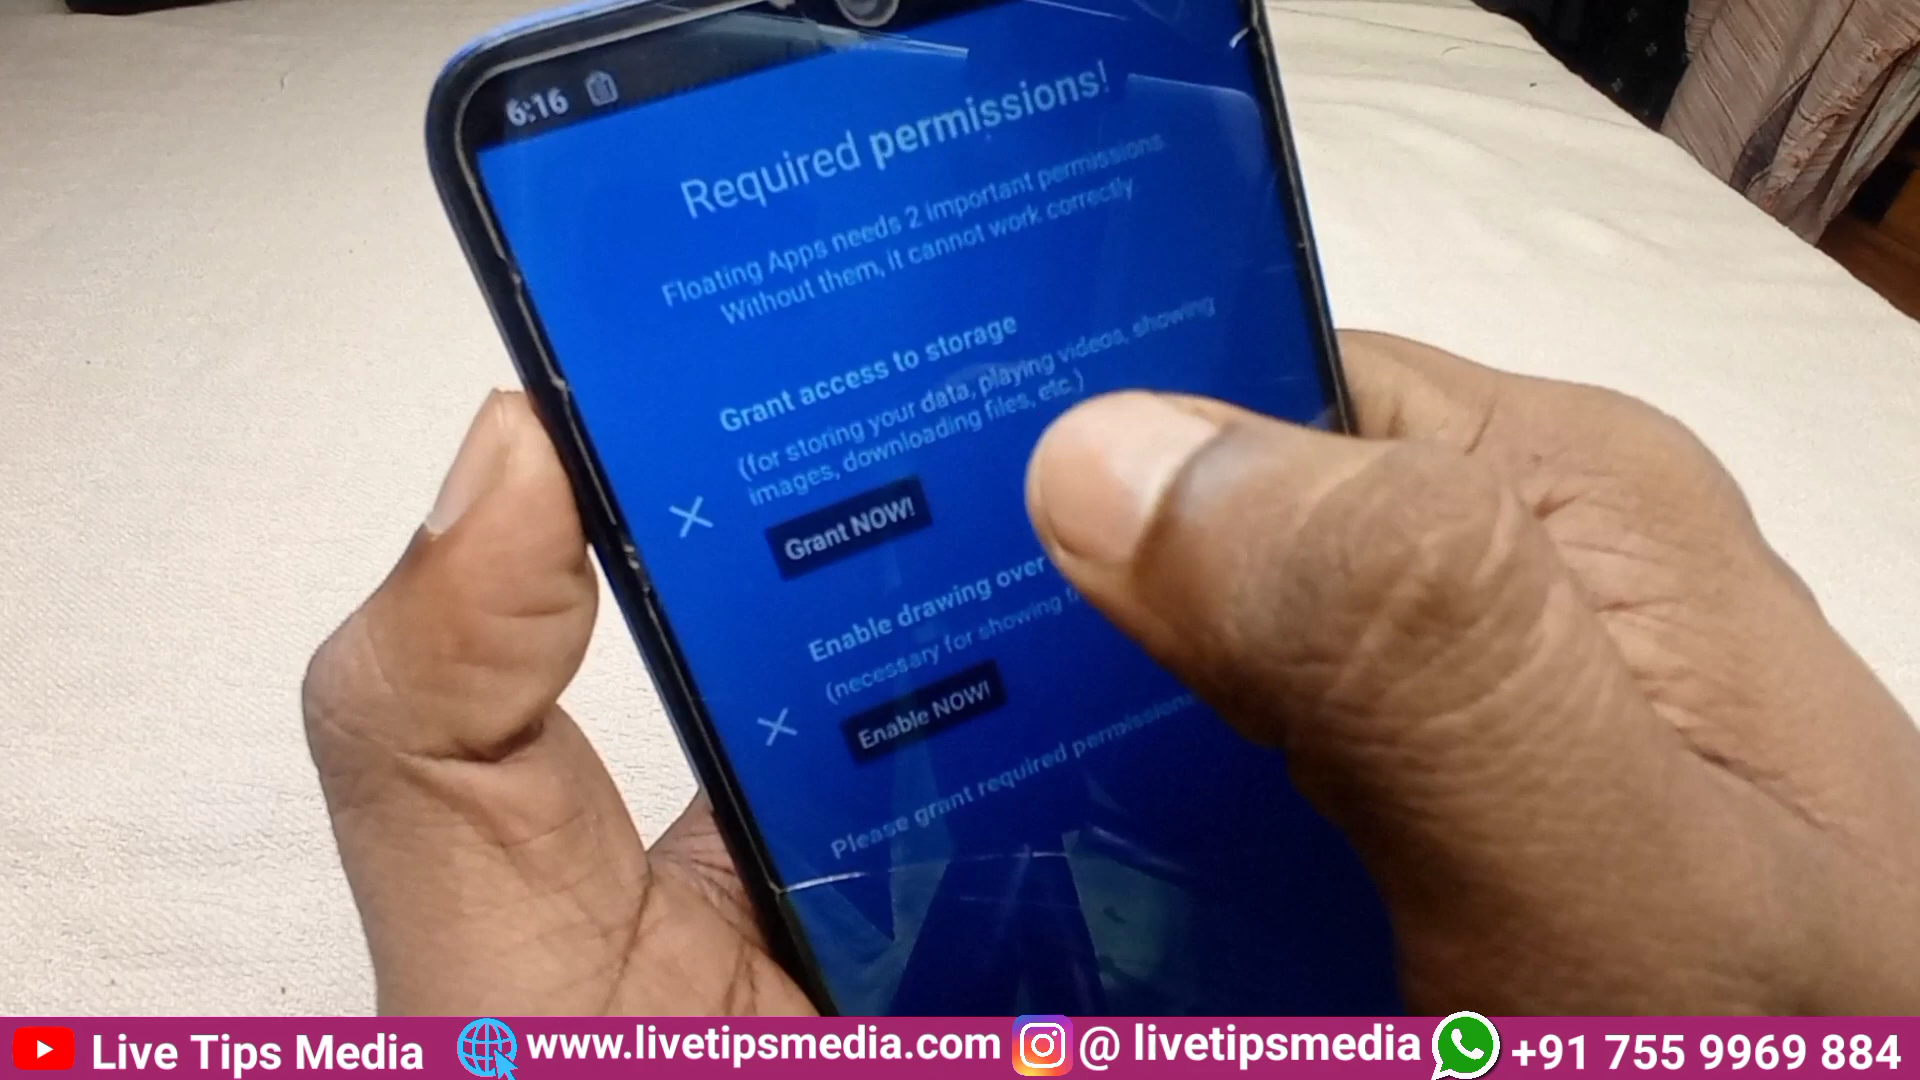 6:16
Required permissions!
Floating Apps needs 2 important permissions.
Without them, it cannot work correctly
Grant access to storage
(for storing your data, playing videos, showing
images, downloading files, etc.)
Grant NOW!
Enable drawing over
(necessary for showing
Enable NOW!
Please grant required permissions
Live Tips Media www.livetipsmedia.com @ livetipsmedia +91 755 9969 884